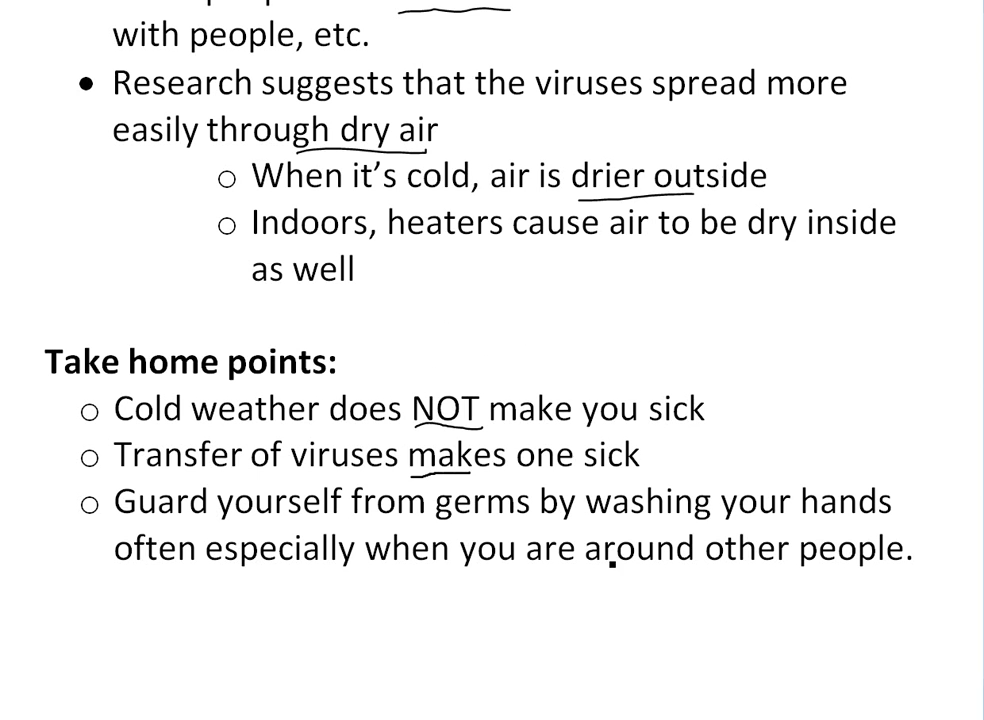 with people, etc.
• Research suggests that the viruses spread more
easily through dry air
o When it’s cold, air is drier outside
o Indoors, heaters cause air to be dry inside
as well
Take home points:
o Cold weather does NOT make you sick
o Transfer of viruses makes one sick
o Guard yourself from germs by washing your hands
often especially when you are around other people.